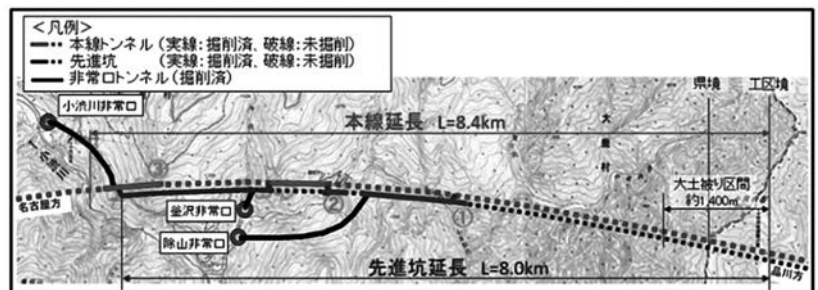 <凡例>
本線トンネル (実線:掘削済、破線:未掘削)
先進坑 (実線:掘削済、破線:未掘削)
非常口トンネル(掘削済)
県境 工区境
小渋川非常口
本線延長 L=8.4km
大鹿村
小渋川
大土被り区間
約1,400m
③
名古屋方
釜沢非常口
②
①
除山非常口
先進坑延長 L=8.0km
品川方